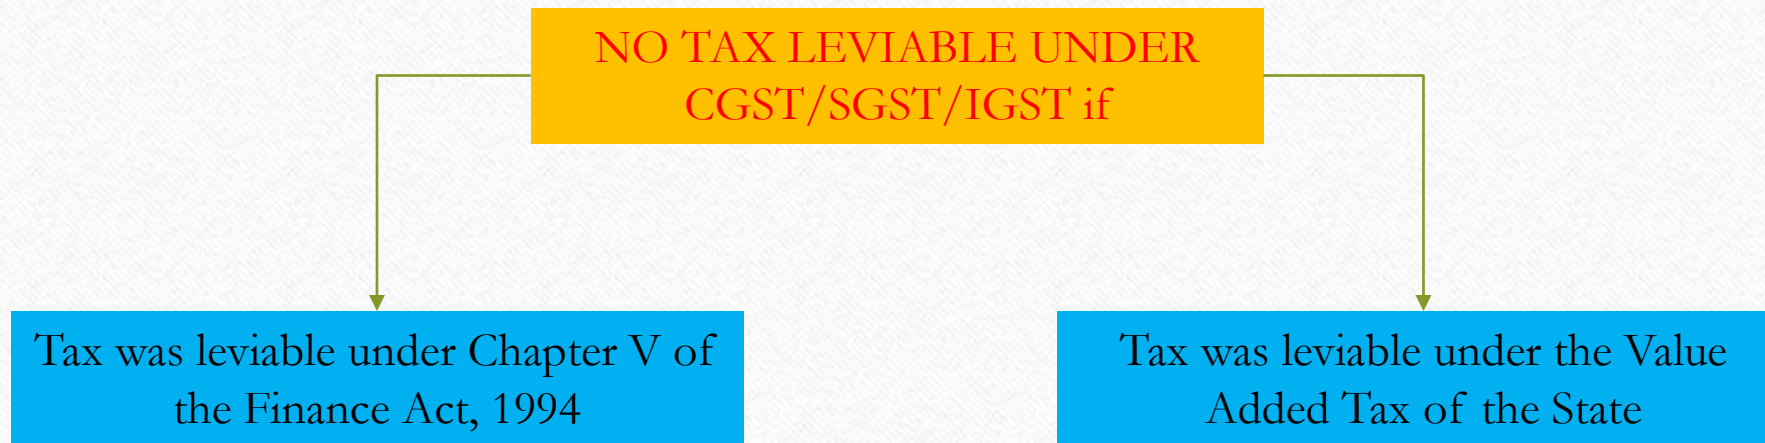 NO TAX LEVIABLE UNDER
CGST/SGST/IGST if
Tax was leviable under Chapter V of
the Finance Act, 1994
Tax was leviable under the Value
Added Tax of the State